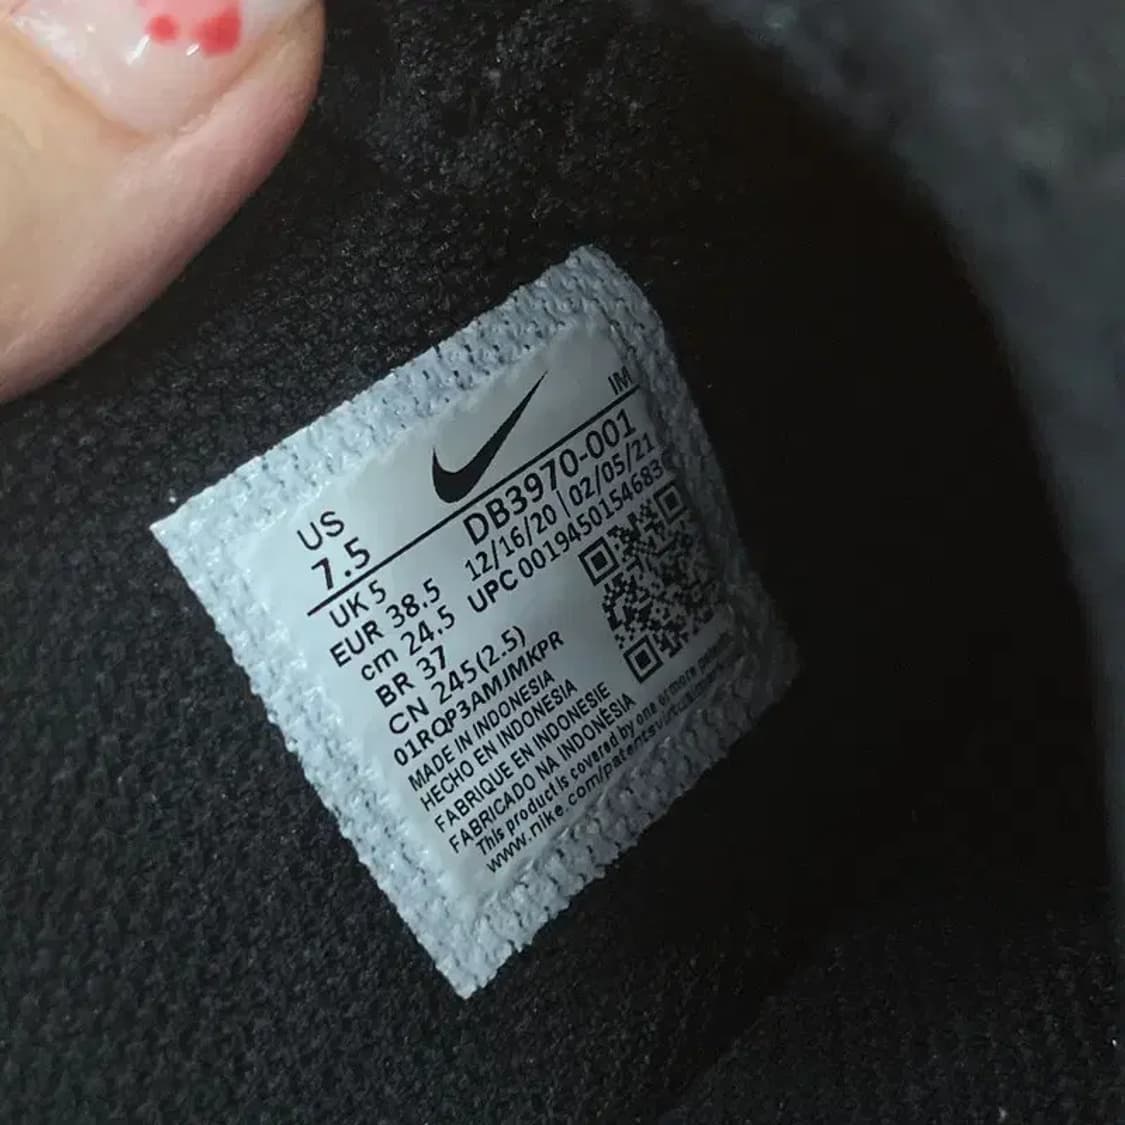 IM
US
7.5
DB3970-001
12/16/20 | 02/05/21
UPC 0019450154683
UK 5
EUR 38.5
cm 24.5
BR 37
CN 245(2.5)
01RQP3AMJMKPR
MADE IN INDONESIA
HECHO EN INDONESIA
FABRIQUE EN INDONESIE
FABRICADO NA INDONÉSIA
This product is covered by one or more
www.nike.com/patents